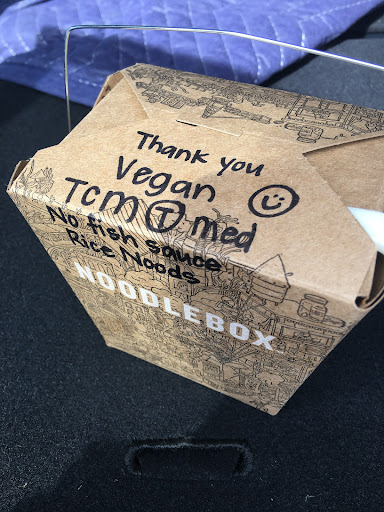 Thank you
Vegan
TCM Ⓣ med
No fish sauce
Rice Noods
NOODLEBOX